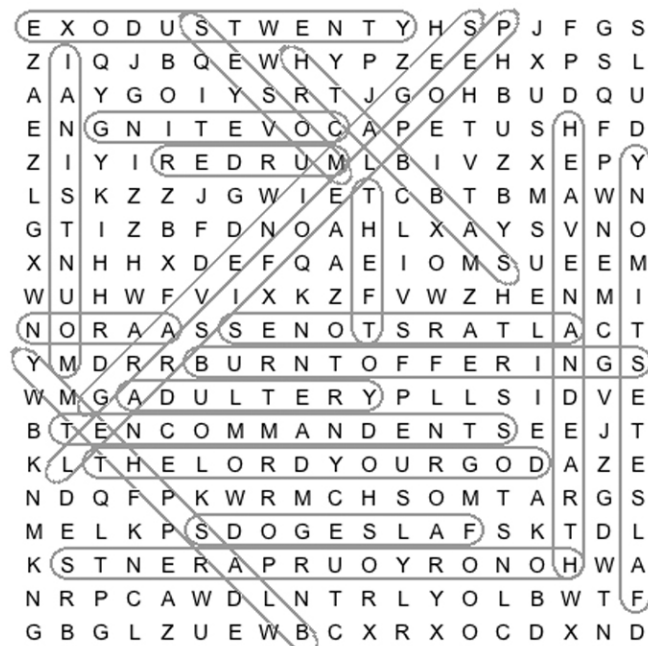 E X O D U S T W E N T Y H S P J F G S
Z I Q J B Q E W H Y P Z E E H X P S L
A A Y G O I Y S R T J G O H B U D Q U
E N G N I T E V O C A P E T U S H F D
Z I Y I R E D R U M L B I V Z X E P Y
L S K Z Z J G W I E T C B T B M A W N
G T I Z B F D N O A H L X A Y S V N O
X N H H X D E F Q A E I O M S U E E M
W U H W F V I X K Z F V W Z H E N M I
N O R A A S S E N O T S R A T L A C T
Y M D R R B U R N T O F F E R I N G S
W M G A D U L T E R Y P L L S I D V E
B T E N C O M M A N D E N T S E E J T
K L T H E L O R D Y O U R G O D A Z E
N D Q F P K W R M C H S O M T A R G S
M E L K P S D O G E S L A F S K T D L
K S T N E R A P R U O Y R O N O H W A
N R P C A W D L N T R L Y O L B W T F
G B G L Z U E W B C X R X O C D X N D